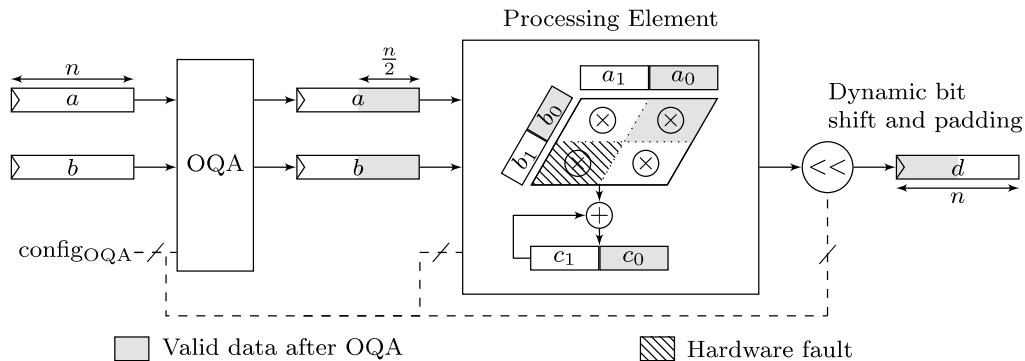 Processing Element
n
n/2
a
a
a₁ a₀
b₁ b₀
Dynamic bit
shift and padding
b
OQA
b
<<
d
n
+
config_OQA
c₁ c₀
Valid data after OQA
Hardware fault